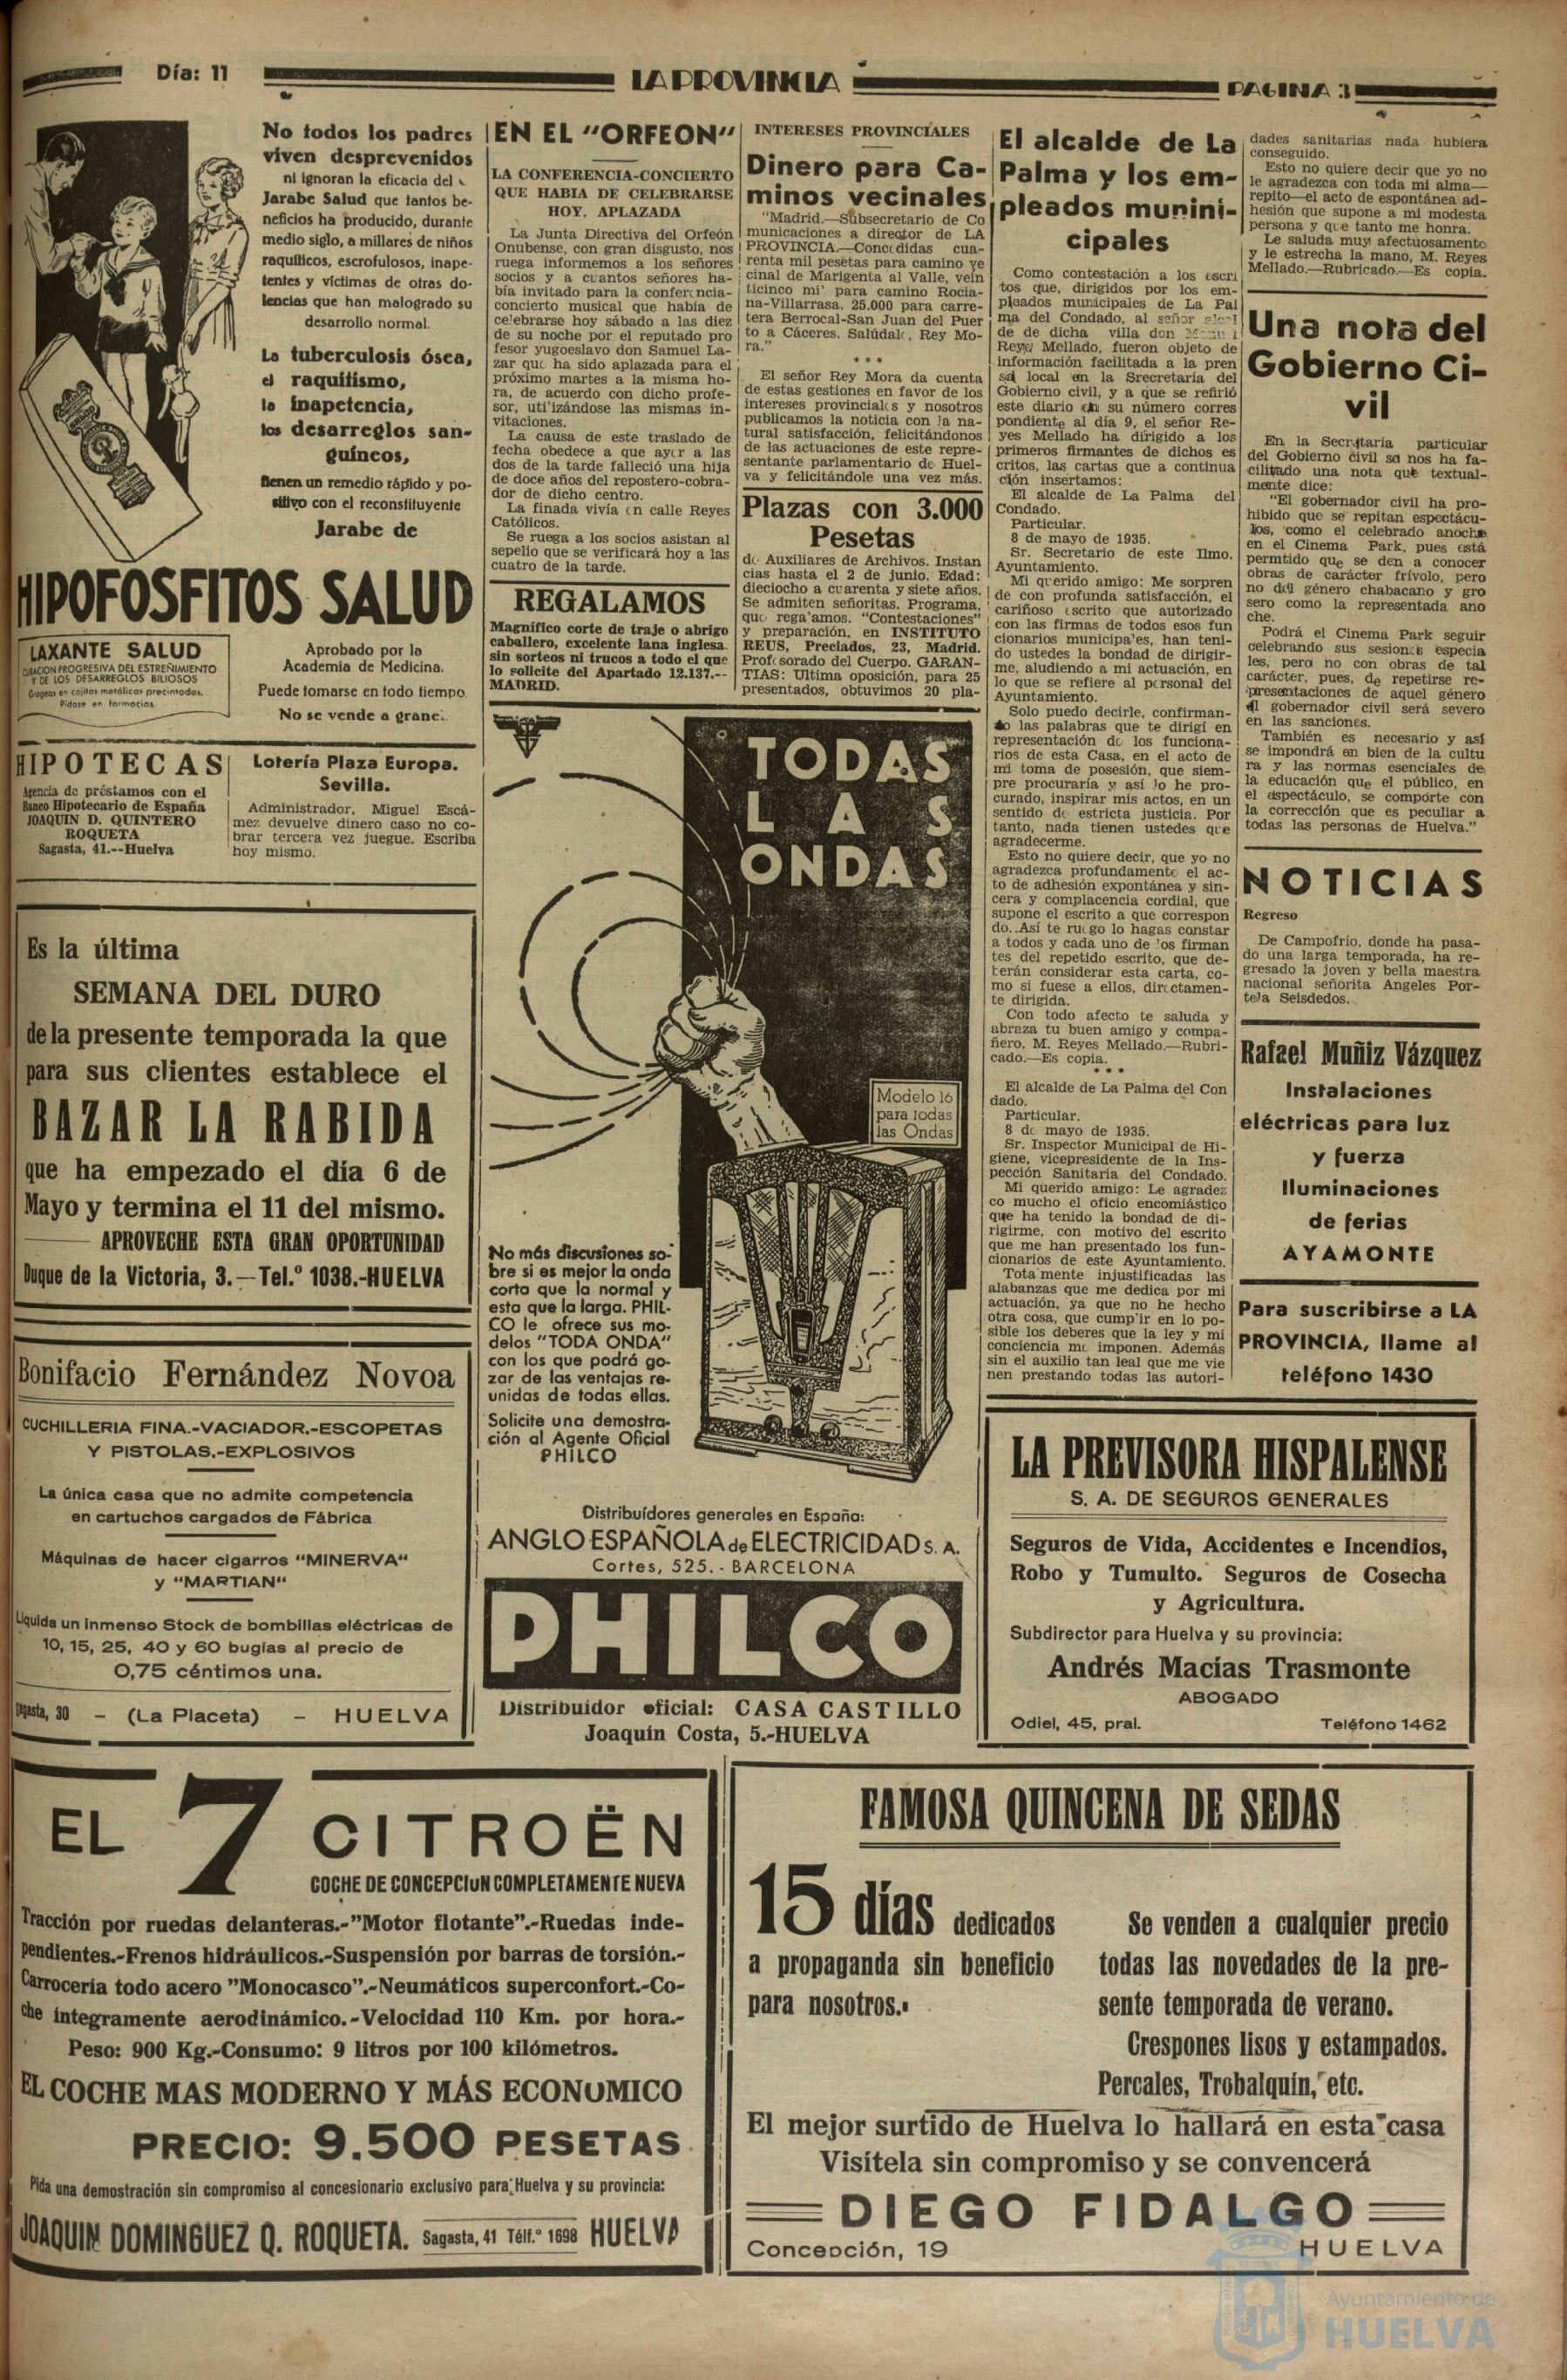 Día: 11
LA PROVINCIA
PAGINA 3
No todos los padres
viven desprevenidos
ni ignoran la eficacia del
Jarabe Salud que tantos be-
neficios ha producido, durante
medio siglo, a millares de niños
raquíticos, escrofulosos, inape-
tentes y víctimas de otras do-
lencias que han malogrado su
desarrollo normal.
La tuberculosis ósea,
el raquitismo,
la inapetencia,
los desarreglos san-
guíneos,
tienen un remedio rápido y po-
sitivo con el reconstituyente
Jarabe de
HIPOFOSFITOS SALUD
LAXANTE SALUD
CURACION PROGRESIVA DEL ESTREÑIMIENTO
Y DE LOS DESARREGLOS BILIOSOS
Grageas en cajitas metálicas precintadas.
Pídase en farmacias
Aprobado por la
Academia de Medicina.
Puede tomarse en todo tiempo
No se vende a granel.
HIPOTECAS
Agencia de préstamos con el
Banco Hipotecario de España
JOAQUIN D. QUINTERO
ROQUETA
Sagasta, 41.--Huelva
Lotería Plaza Europa.
Sevilla.
Administrador, Miguel Escá-
mez devuelve dinero caso no co-
brar tercera vez juegue. Escriba
hoy mismo.
Es la última
SEMANA DEL DURO
de la presente temporada la que
para sus clientes establece el
BAZAR LA RABIDA
que ha empezado el día 6 de
Mayo y termina el 11 del mismo.
APROVECHE ESTA GRAN OPORTUNIDAD
Duque de la Victoria, 3.—Tel.º 1038.-HUELVA
Bonifacio Fernández Novoa
CUCHILLERIA FINA.-VACIADOR.-ESCOPETAS
Y PISTOLAS.-EXPLOSIVOS
La única casa que no admite competencia
en cartuchos cargados de Fábrica
Máquinas de hacer cigarros "MINERVA"
y "MARTIAN"
Liquida un inmenso Stock de bombillas eléctricas de
10, 15, 25, 40 y 60 bugías al precio de
0,75 céntimos una.
Sagasta, 30 - (La Placeta) - HUELVA
EN EL "ORFEON"
LA CONFERENCIA-CONCIERTO
QUE HABIA DE CELEBRARSE
HOY, APLAZADA
La Junta Directiva del Orfeón
Onubense, con gran disgusto, nos
ruega informemos a los señores
socios y a cuantos señores ha-
bía invitado para la conferencia-
concierto musical que había de
celebrarse hoy sábado a las diez
de su noche por el reputado pro
fesor yugoeslavo don Samuel La-
zar que ha sido aplazada para el
próximo martes a la misma ho-
ra, de acuerdo con dicho profe-
sor, utilizándose las mismas in-
vitaciones.
La causa de este traslado de
fecha obedece a que ayer a las
dos de la tarde falleció una hija
de doce años del repostero-cobra-
dor de dicho centro.
La finada vivía en calle Reyes
Católicos.
Se ruega a los socios asistan al
sepelio que se verificará hoy a las
cuatro de la tarde.
REGALAMOS
Magnífico corte de traje o abrigo
caballero, excelente lana inglesa.
sin sorteos ni trucos a todo el que
lo solicite del Apartado 12.137.--
MADRID.
INTERESES PROVINCIALES
Dinero para Ca-
minos vecinales
"Madrid.—Subsecretario de Co
municaciones a director de LA
PROVINCIA.—Concedidas cua-
renta mil pesetas para camino ve
cinal de Marigenta al Valle, vein
ticinco mil para camino Rocia-
na-Villarrasa. 25.000 para carre-
tera Berrocal-San Juan del Puer
to a Cáceres. Salúdale, Rey Mo-
ra."
* * *
El señor Rey Mora da cuenta
de estas gestiones en favor de los
intereses provinciales y nosotros
publicamos la noticia con la na-
tural satisfacción, felicitándonos
de las actuaciones de este repre-
sentante parlamentario de Huel-
va y felicitándole una vez más.
Plazas con 3.000
Pesetas
de Auxiliares de Archivos. Instan
cias hasta el 2 de junio. Edad:
dieciocho a cuarenta y siete años.
Se admiten señoritas. Programa,
que regalamos. "Contestaciones"
y preparación, en INSTITUTO
REUS, Preciados, 23, Madrid.
Profesorado del Cuerpo. GARAN-
TIAS: Ultima oposición, para 25
presentados, obtuvimos 20 pla-
TODAS
LAS
ONDAS
Modelo 16
para todas
las Ondas
No más discusiones so-
bre si es mejor la onda
corta que la normal y
esta que la larga. PHIL-
CO le ofrece sus mo-
delos "TODA ONDA"
con los que podrá go-
zar de las ventajas re-
unidas de todas ellas.
Solicite una demostra-
ción al Agente Oficial
PHILCO
Distribuídores generales en España:
ANGLO ESPAÑOLA de ELECTRICIDAD S. A.
Cortes, 525. - BARCELONA
PHILCO
Distribuidor oficial: CASA CASTILLO
Joaquín Costa, 5.-HUELVA
El alcalde de La
Palma y los em-
pleados muniní-
cipales
Como contestación a los escri
tos que, dirigidos por los em-
pleados municipales de La Pal
ma del Condado, al señor alcal
de de dicha villa don
Reyes Mellado, fueron objeto de
información facilitada a la pren
sa local en la Srecretaria del
Gobierno civil, y a que se refirió
este diario en su número corres
pondiente al día 9, el señor Re-
yes Mellado ha dirigido a los
primeros firmantes de dichos es
critos, las cartas que a continua
ción insertamos:
El alcalde de La Palma del
Condado.
Particular.
8 de mayo de 1935.
Sr. Secretario de este Ilmo.
Ayuntamiento.
Mi querido amigo: Me sorpren
de con profunda satisfacción, el
cariñoso escrito que autorizado
con las firmas de todos esos fun
cionarios municipales, han teni-
do ustedes la bondad de dirigir-
me, aludiendo a mi actuación, en
lo que se refiere al personal del
Ayuntamiento.
Solo puedo decirle, confirman-
do las palabras que te dirigí en
representación de los funciona-
rios de esta Casa, en el acto de
mi toma de posesión, que siem-
pre procuraría y así lo he pro-
curado, inspirar mis actos, en un
sentido de estricta justicia. Por
tanto, nada tienen ustedes que
agradecerme.
Esto no quiere decir, que yo no
agradezca profundamente el ac-
to de adhesión expontánea y sin-
cera y complacencia cordial, que
supone el escrito a que correspon
do..Así te ruego lo hagas constar
a todos y cada uno de los firman
tes del repetido escrito, que de-
berán considerar esta carta, co-
mo si fuese a ellos, directamen-
te dirigida.
Con todo afecto te saluda y
abraza tu buen amigo y compa-
ñero, M. Reyes Mellado.—Rubri-
cado.—Es copia.
* * *
El alcalde de La Palma del Con
dado.
Particular.
8 de mayo de 1935.
Sr. Inspector Municipal de Hi-
giene, vicepresidente de la Ins-
pección Sanitaria del Condado.
Mi querido amigo: Le agradez
co mucho el oficio encomiástico
que ha tenido la bondad de di-
rigirme, con motivo del escrito
que me han presentado los fun-
cionarios de este Ayuntamiento.
Totalmente injustificadas las
alabanzas que me dedica por mi
actuación, ya que no he hecho
otra cosa, que cumplir en lo po-
sible los deberes que la ley y mi
conciencia me imponen. Además
sin el auxilio tan leal que me vie
nen prestando todas las autori-
dades sanitarias nada hubiera
conseguido.
Esto no quiere decir que yo no
le agradezca con toda mi alma—
repito—el acto de espontánea ad-
hesión que supone a mi modesta
persona y que tanto me honra.
Le saluda muy afectuosamente
y le estrecha la mano, M. Reyes
Mellado.—Rubricado.—Es copia.
Una nota del
Gobierno Ci-
vil
En la Secretaría particular
del Gobierno civil se nos ha fa-
cilitado una nota que textual-
mente dice:
"El gobernador civil ha pro-
hibido que se repitan espectácu-
los, como el celebrado anoche
en el Cinema Park, pues está
permtido que se den a conocer
obras de carácter frívolo, pero
no del género chabacano y gro
sero como la representada ano
che.
Podrá el Cinema Park seguir
celebrando sus sesiones especia
les, pero no con obras de tal
carácter, pues, de repetirse re-
presentaciones de aquel género
el gobernador civil será severo
en las sanciones.
También es necesario y así
se impondrá en bien de la cultu
ra y las normas esenciales de
la educación que el público, en
el espectáculo, se comporte con
la corrección que es peculiar a
todas las personas de Huelva."
NOTICIAS
Regreso
De Campofrío, donde ha pasa-
do una larga temporada, ha re-
gresado la joven y bella maestra
nacional señorita Angeles Por-
tela Seisdedos.
Rafael Muñiz Vázquez
Instalaciones
eléctricas para luz
y fuerza
Iluminaciones
de ferias
AYAMONTE
Para suscribirse a LA
PROVINCIA, llame al
teléfono 1430
LA PREVISORA HISPALENSE
S. A. DE SEGUROS GENERALES
Seguros de Vida, Accidentes e Incendios,
Robo y Tumulto. Seguros de Cosecha
y Agricultura.
Subdirector para Huelva y su provincia:
Andrés Macías Trasmonte
ABOGADO
Odiel, 45, pral. Teléfono 1462
EL 7 CITROËN
COCHE DE CONCEPCION COMPLETAMENTE NUEVA
Tracción por ruedas delanteras.-"Motor flotante".-Ruedas inde-
pendientes.-Frenos hidráulicos.-Suspensión por barras de torsión.-
Carrocería todo acero "Monocasco".-Neumáticos superconfort.-Co-
che integramente aerodinámico.-Velocidad 110 Km. por hora.-
Peso: 900 Kg.-Consumo: 9 litros por 100 kilómetros.
EL COCHE MAS MODERNO Y MÁS ECONOMICO
PRECIO: 9.500 PESETAS
Pida una demostración sin compromiso al concesionario exclusivo para Huelva y su provincia:
JOAQUIN DOMINGUEZ Q. ROQUETA. Sagasta, 41 Télf.º 1698 HUELVA
FAMOSA QUINCENA DE SEDAS
15 días dedicados
a propaganda sin beneficio
para nosotros.
Se venden a cualquier precio
todas las novedades de la pre-
sente temporada de verano.
Crespones lisos y estampados.
Percales, Trobalquín, etc.
El mejor surtido de Huelva lo hallará en esta casa
Visítela sin compromiso y se convencerá
DIEGO FIDALGO
Concepción, 19 HUELVA
Ayuntamiento de
HUELVA